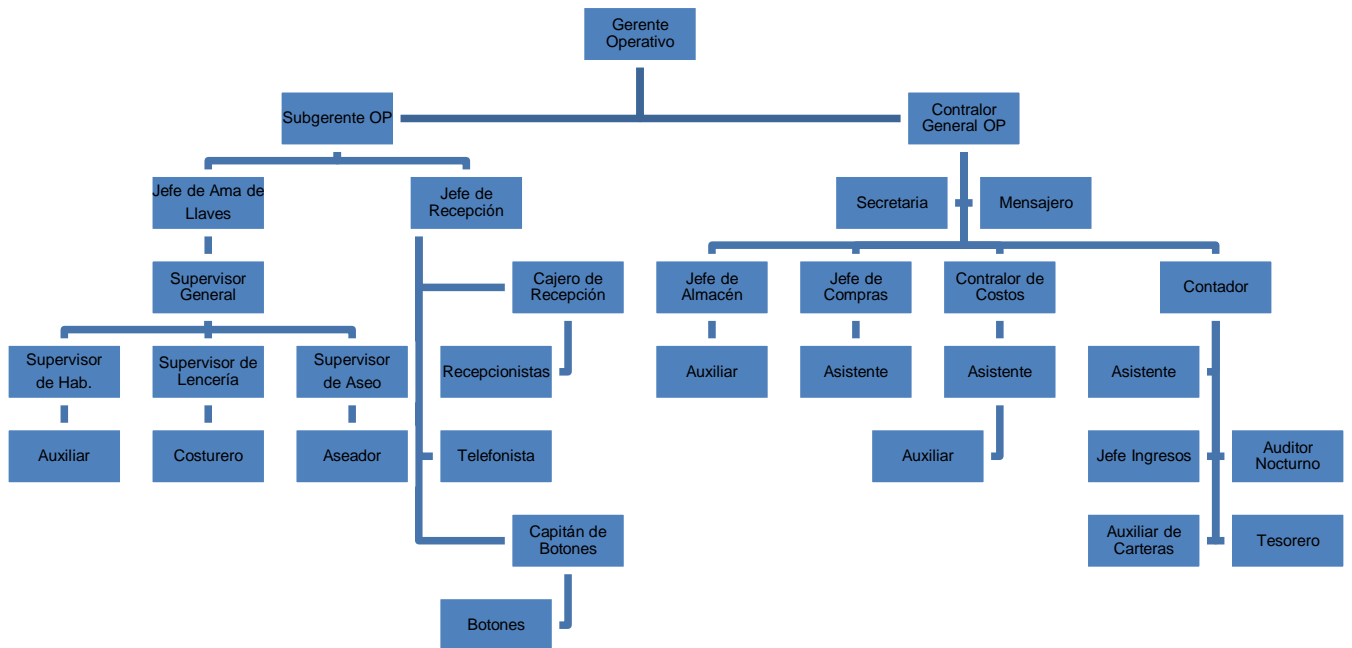 Gerente
Operativo
Subgerente OP
Contralor
General OP
Jefe de Ama de
Llaves
Jefe de
Recepción
Secretaria
Mensajero
Supervisor
General
Cajero de
Recepción
Jefe de
Almacén
Jefe de
Compras
Contralor de
Costos
Contador
Supervisor
de Hab.
Supervisor de
Lencería
Supervisor
de Aseo
Recepcionistas
Auxiliar
Asistente
Asistente
Asistente
Auxiliar
Costurero
Aseador
Telefonista
Auxiliar
Jefe Ingresos
Auditor
Nocturno
Capitán de
Botones
Auxiliar de
Carteras
Tesorero
Botones